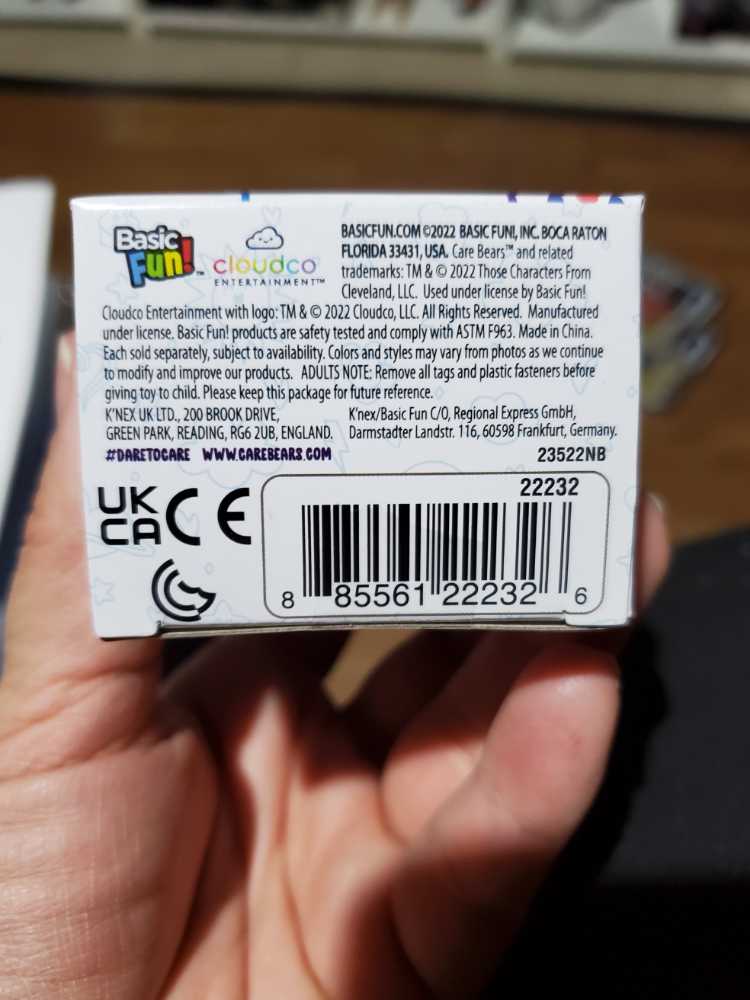 Basic Fun!™
cloudco
ENTERTAINMENT™
BASICFUN.COM ©2022 BASIC FUN!, INC. BOCA RATON
FLORIDA 33431, USA. Care Bears™ and related
trademarks: TM & © 2022 Those Characters From
Cleveland, LLC. Used under license by Basic Fun!
Cloudco Entertainment with logo: TM & © 2022 Cloudco, LLC. All Rights Reserved. Manufactured
under license. Basic Fun! products are safety tested and comply with ASTM F963. Made in China.
Each sold separately, subject to availability. Colors and styles may vary from photos as we continue
to modify and improve our products. ADULTS NOTE: Remove all tags and plastic fasteners before
giving toy to child. Please keep this package for future reference.
K'NEX UK LTD., 200 BROOK DRIVE,
GREEN PARK, READING, RG6 2UB, ENGLAND.
K'nex/Basic Fun C/O, Regional Express GmbH,
Darmstadter Landstr. 116, 60598 Frankfurt, Germany.
#DARETOCARE WWW.CAREBEARS.COM
23522NB
UK
CA
CE
22232
8 85561 22232 6